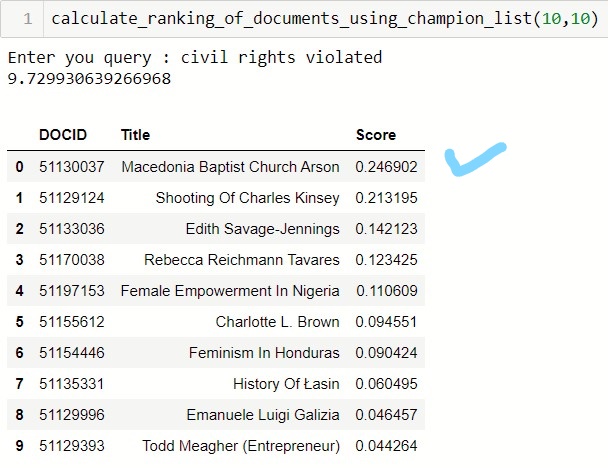 1 calculate_ranking_of_documents_using_champion_list(10,10)
Enter you query : civil rights violated
9.729930639266968
DOCID Title Score
0 51130037 Macedonia Baptist Church Arson 0.246902
1 51129124 Shooting Of Charles Kinsey 0.213195
2 51133036 Edith Savage-Jennings 0.142123
3 51170038 Rebecca Reichmann Tavares 0.123425
4 51197153 Female Empowerment In Nigeria 0.110609
5 51155612 Charlotte L. Brown 0.094551
6 51154446 Feminism In Honduras 0.090424
7 51135331 History Of Łasin 0.060495
8 51129996 Emanuele Luigi Galizia 0.046457
9 51129393 Todd Meagher (Entrepreneur) 0.044264